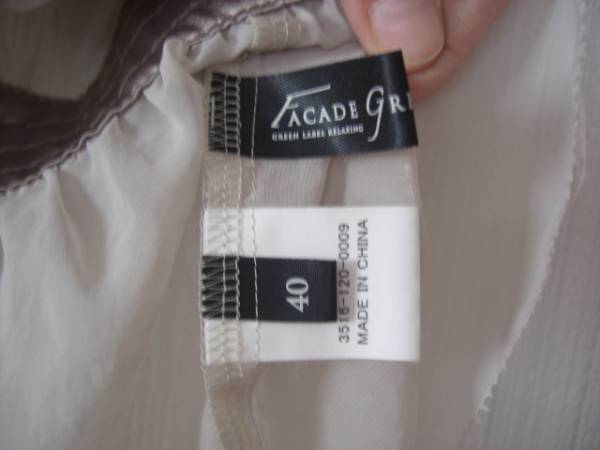 FACADE GR
GREEN LABEL RELAXING
40
3516-120-0009
MADE IN CHINA